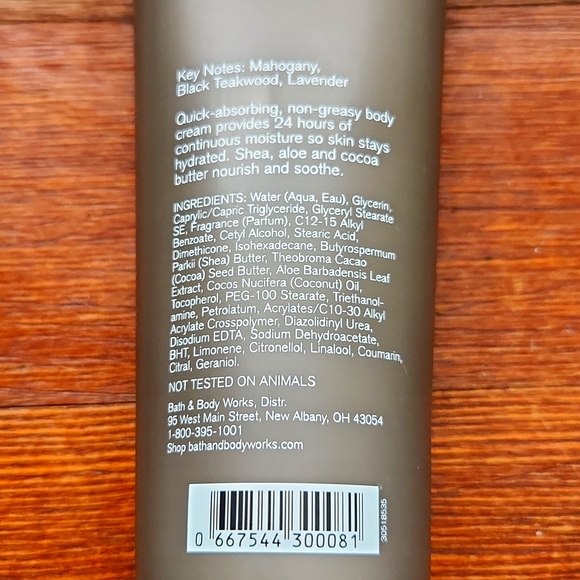 Key Notes: Mahogany,
Black Teakwood, Lavender
Quick-absorbing, non-greasy body
cream provides 24 hours of
continuous moisture so skin stays
hydrated. Shea, aloe and cocoa
butter nourish and soothe.
INGREDIENTS: Water (Aqua, Eau), Glycerin,
Caprylic/Capric Triglyceride, Glyceryl Stearate
SE, Fragrance (Parfum), C12-15 Alkyl
Benzoate, Cetyl Alcohol, Stearic Acid,
Dimethicone, Isohexadecane, Butyrospermum
Parkii (Shea) Butter, Theobroma Cacao
(Cocoa) Seed Butter, Aloe Barbadensis Leaf
Extract, Cocos Nucifera (Coconut) Oil,
Tocopherol, PEG-100 Stearate, Triethanol-
amine, Petrolatum, Acrylates/C10-30 Alkyl
Acrylate Crosspolymer, Diazolidinyl Urea,
Disodium EDTA, Sodium Dehydroacetate,
BHT, Limonene, Citronellol, Linalool, Coumarin,
Citral, Geraniol.
NOT TESTED ON ANIMALS
Bath & Body Works, Distr.
95 West Main Street, New Albany, OH 43054
1-800-395-1001
Shop bathandbodyworks.com
0 667544 300081
30518535